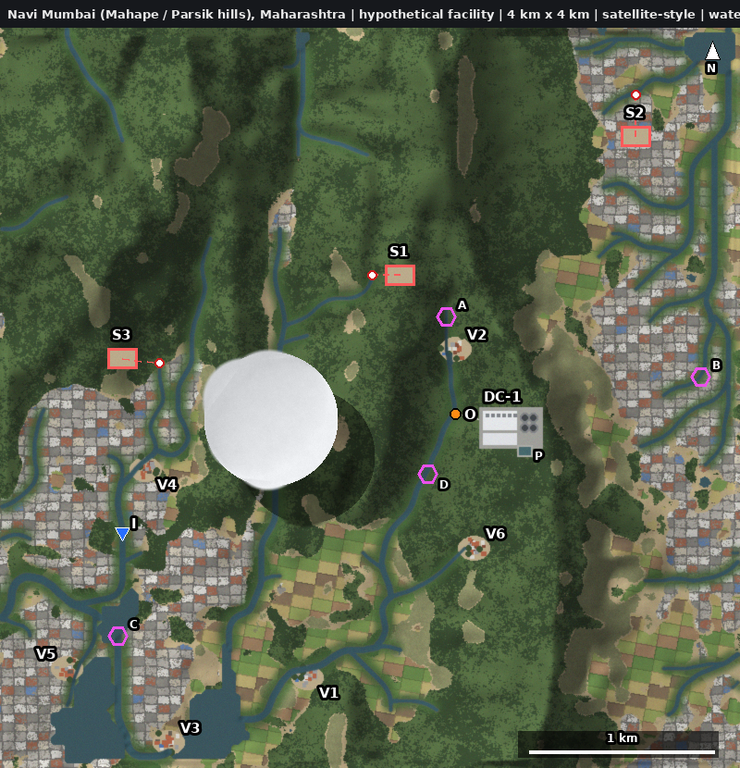 Navi Mumbai (Mahape / Parsik hills), Maharashtra | hypothetical facility | 4 km x 4 km | satellite-style |
N
S2
S1
A
V2
S3
B
DC-1
O
P
V4
D
I
V6
C
V5
V1
V3
1 km